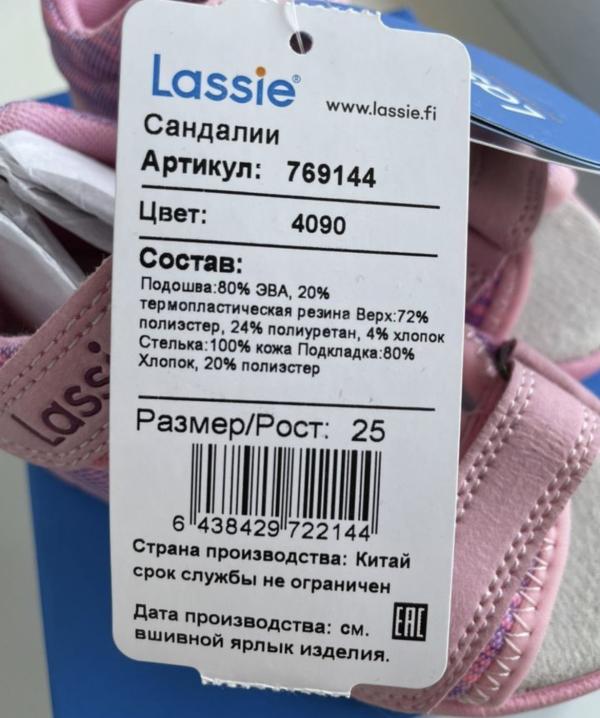 Lassie®
www.lassie.fi
Сандалии
Артикул: 769144
Цвет: 4090
Состав:
Подошва:80% ЭВА, 20%
термопластическая резина Верх:72%
полиэстер, 24% полиуретан, 4% хлопок
Стелька:100% кожа Подкладка:80%
Хлопок, 20% полиэстер
Размер/Рост: 25
6 438429 722144
Страна производства: Китай
срок службы не ограничен
Дата производства: см.
вшивной ярлык изделия.
EAC